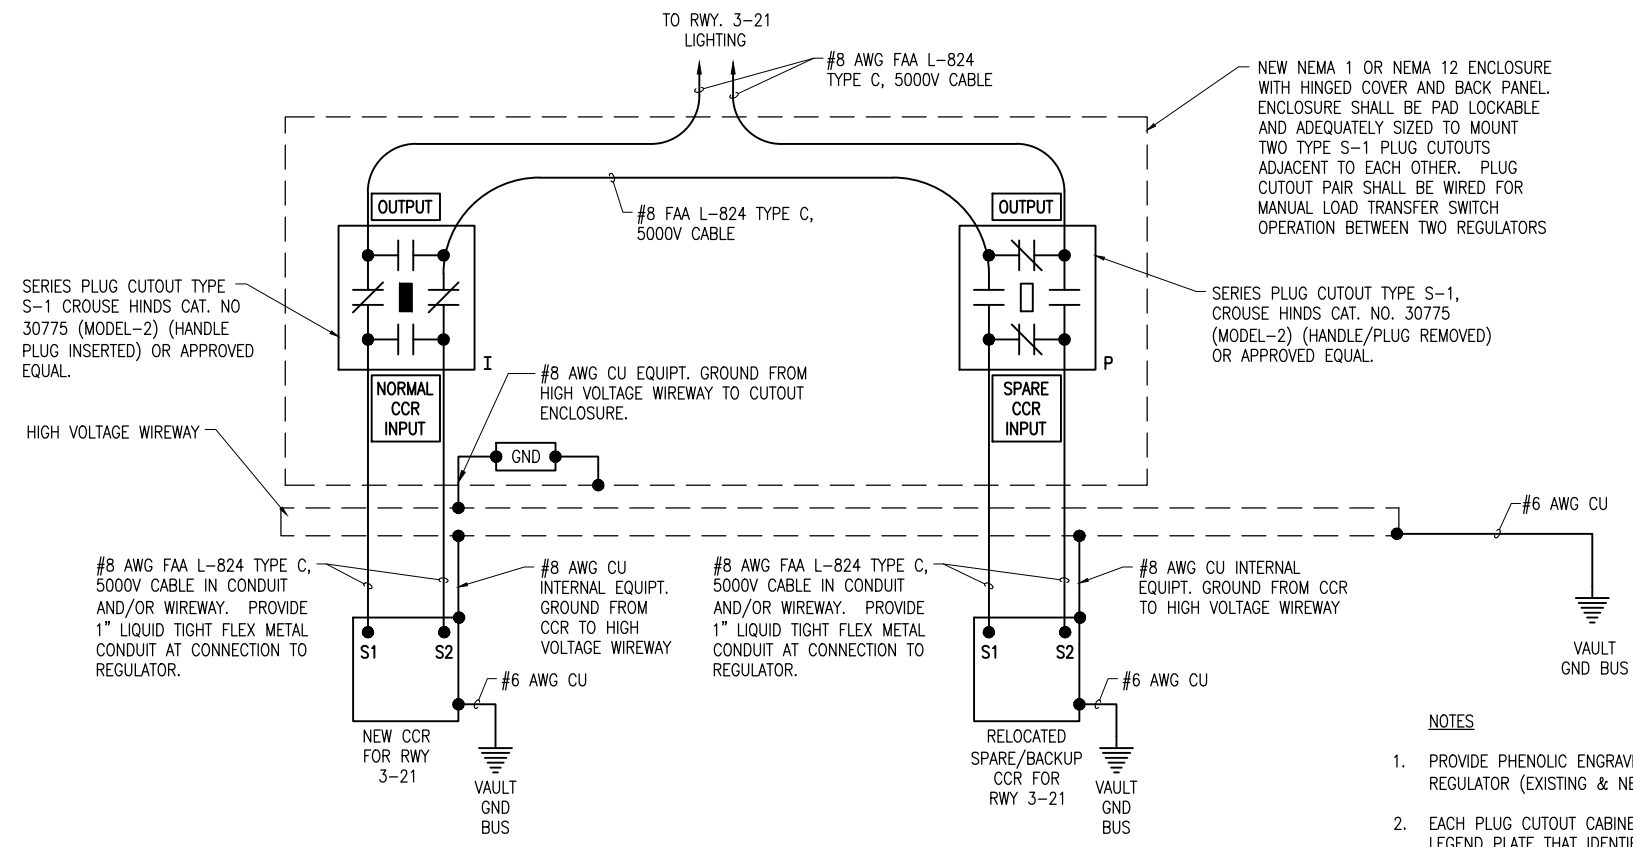 TO RWY. 3-21
LIGHTING
#8 AWG FAA L-824
TYPE C, 5000V CABLE
NEW NEMA 1 OR NEMA 12 ENCLOSURE
WITH HINGED COVER AND BACK PANEL.
ENCLOSURE SHALL BE PAD LOCKABLE
AND ADEQUATELY SIZED TO MOUNT
TWO TYPE S-1 PLUG CUTOUTS
ADJACENT TO EACH OTHER. PLUG
CUTOUT PAIR SHALL BE WIRED FOR
MANUAL LOAD TRANSFER SWITCH
OPERATION BETWEEN TWO REGULATORS
OUTPUT
#8 FAA L-824 TYPE C,
5000V CABLE
OUTPUT
SERIES PLUG CUTOUT TYPE
S-1 CROUSE HINDS CAT. NO
30775 (MODEL-2) (HANDLE
PLUG INSERTED) OR APPROVED
EQUAL.
SERIES PLUG CUTOUT TYPE S-1,
CROUSE HINDS CAT. NO. 30775
(MODEL-2) (HANDLE/PLUG REMOVED)
OR APPROVED EQUAL.
I
P
NORMAL
CCR
INPUT
#8 AWG CU EQUIPT. GROUND FROM
HIGH VOLTAGE WIREWAY TO CUTOUT
ENCLOSURE.
SPARE
CCR
INPUT
HIGH VOLTAGE WIREWAY
GND
#6 AWG CU
#8 AWG FAA L-824 TYPE C,
5000V CABLE IN CONDUIT
AND/OR WIREWAY. PROVIDE
1" LIQUID TIGHT FLEX METAL
CONDUIT AT CONNECTION TO
REGULATOR.
#8 AWG CU
INTERNAL EQUIPT.
GROUND FROM
CCR TO HIGH
VOLTAGE WIREWAY
#8 AWG FAA L-824 TYPE C,
5000V CABLE IN CONDUIT
AND/OR WIREWAY. PROVIDE
1" LIQUID TIGHT FLEX METAL
CONDUIT AT CONNECTION TO
REGULATOR.
#8 AWG CU INTERNAL
EQUIPT. GROUND FROM CCR
TO HIGH VOLTAGE WIREWAY
VAULT
GND BUS
S1
S2
S1
S2
#6 AWG CU
#6 AWG CU
NEW CCR
FOR RWY
3-21
VAULT
GND
BUS
RELOCATED
SPARE/BACKUP
CCR FOR
RWY 3-21
VAULT
GND
BUS
NOTES
1. PROVIDE PHENOLIC ENGRAV
REGULATOR (EXISTING & NE
2. EACH PLUG CUTOUT CABINE
LEGEND PLATE THAT IDENTIF